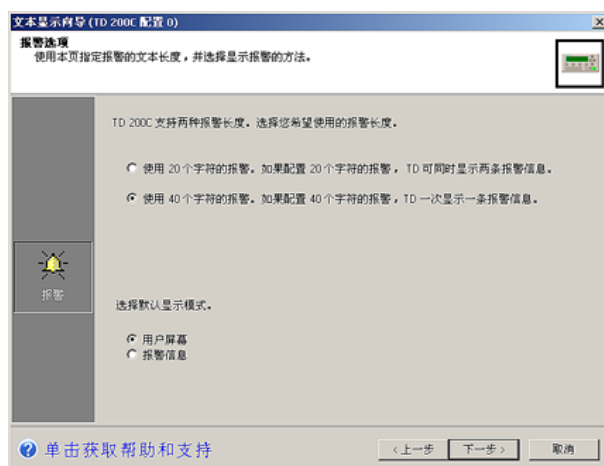 文本显示向导 (TD 200C 配置 0)
报警选项
使用本页指定报警的文本长度，并选择显示报警的方法。
TD 200C 支持两种报警长度。选择您希望使用的报警长度。
使用 20 个字符的报警。如果配置 20 个字符的报警，TD 可同时显示两条报警信息。
使用 40 个字符的报警。如果配置 40 个字符的报警，TD 一次显示一条报警信息。
报警
选择默认显示模式。
用户屏幕
报警信息
单击获取帮助和支持
<上一步
下一步>
取消